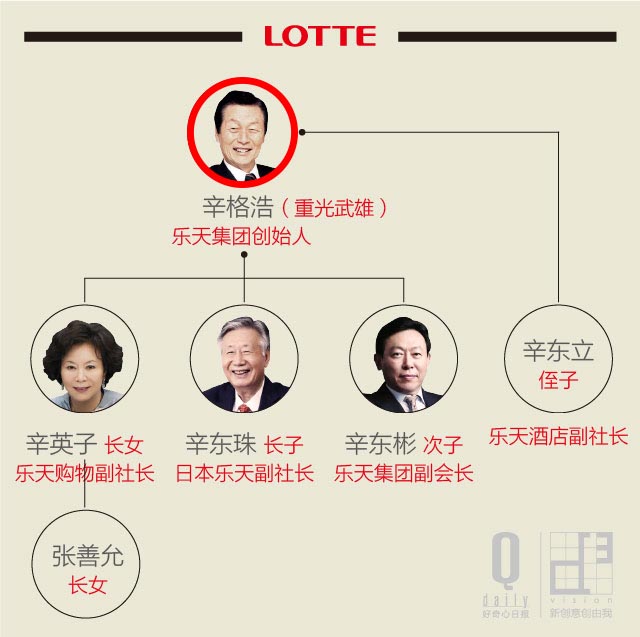 LOTTE
辛格浩（重光武雄）
乐天集团创始人
辛东立
侄子
乐天酒店副社长
辛英子 长女
乐天购物副社长
辛东珠 长子
日本乐天副社长
辛东彬 次子
乐天集团副会长
张善允
长女
Q
daily
好奇心日报
vision
新创意创由我